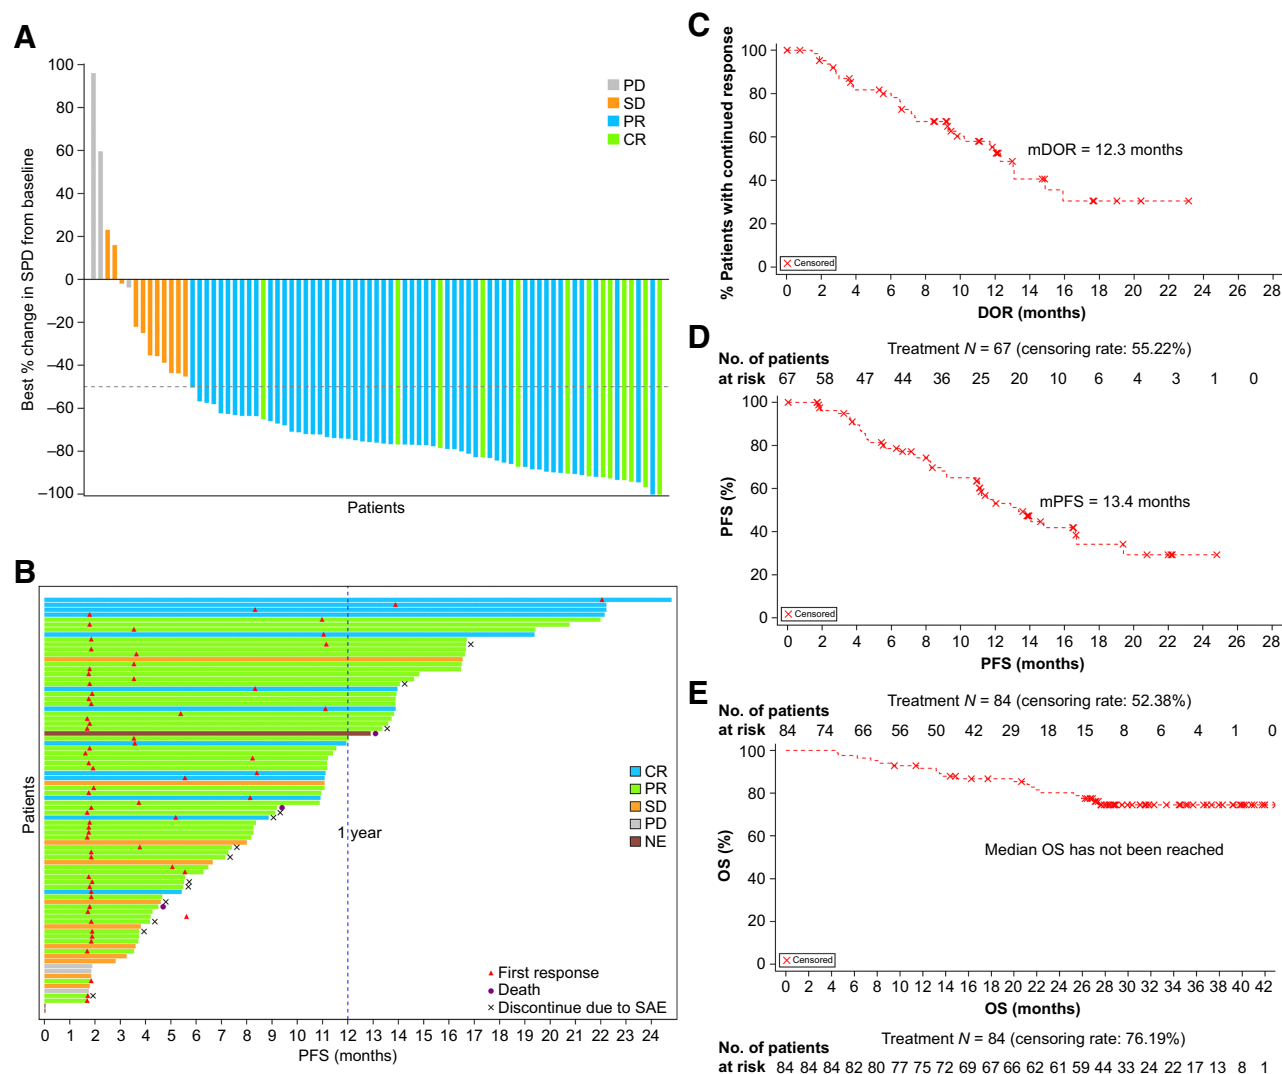 A
100
80
60
40
20
0
–20
–40
–60
–80
–100
Best % change in SPD from baseline
PD
SD
PR
CR
Patients
B
Patients
1 year
CR
PR
SD
PD
NE
First response
Death
Discontinue due to SAE
0 1 2 3 4 5 6 7 8 9 10 11 12 13 14 15 16 17 18 19 20 21 22 23 24
PFS (months)
C
% Patients with continued response
100
80
60
40
20
0
mDOR = 12.3 months
Censored
0 2 4 6 8 10 12 14 16 18 20 22 24 26 28
DOR (months)
Treatment N = 67 (censoring rate: 55.22%)
No. of patients
at risk 67 58 47 44 36 25 20 10 6 4 3 1 0
D
PFS (%)
100
80
60
40
20
0
mPFS = 13.4 months
Censored
0 2 4 6 8 10 12 14 16 18 20 22 24 26 28
PFS (months)
Treatment N = 84 (censoring rate: 52.38%)
No. of patients
at risk 84 74 66 56 50 42 29 18 15 8 6 4 1 0
E
OS (%)
100
80
60
40
20
0
Median OS has not been reached
Censored
0 2 4 6 8 10 12 14 16 18 20 22 24 26 28 30 32 34 36 38 40 42
OS (months)
Treatment N = 84 (censoring rate: 76.19%)
No. of patients
at risk 84 84 84 82 80 77 75 72 69 67 66 62 61 59 44 33 24 22 17 13 8 1